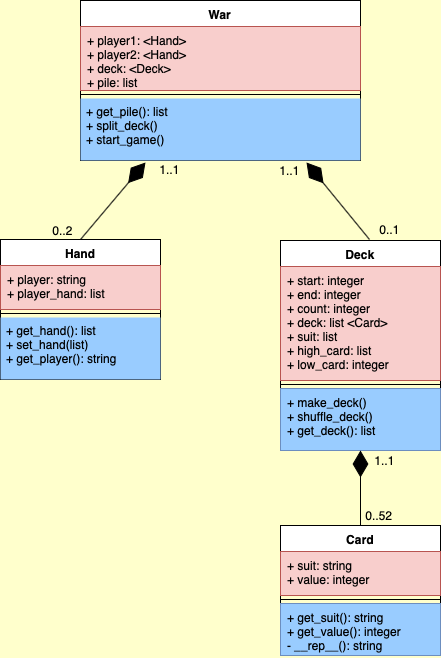 War
+ player1: <Hand>
+ player2: <Hand>
+ deck: <Deck>
+ pile: list
+ get_pile(): list
+ split_deck()
+ start_game()
1..1
1..1
0..2
0..1
Hand
+ player: string
+ player_hand: list
+ get_hand(): list
+ set_hand(list)
+ get_player(): string
Deck
+ start: integer
+ end: integer
+ count: integer
+ deck: list <Card>
+ suit: list
+ high_card: list
+ low_card: integer
+ make_deck()
+ shuffle_deck()
+ get_deck(): list
1..1
0..52
Card
+ suit: string
+ value: integer
+ get_suit(): string
+ get_value(): integer
- __rep__(): string